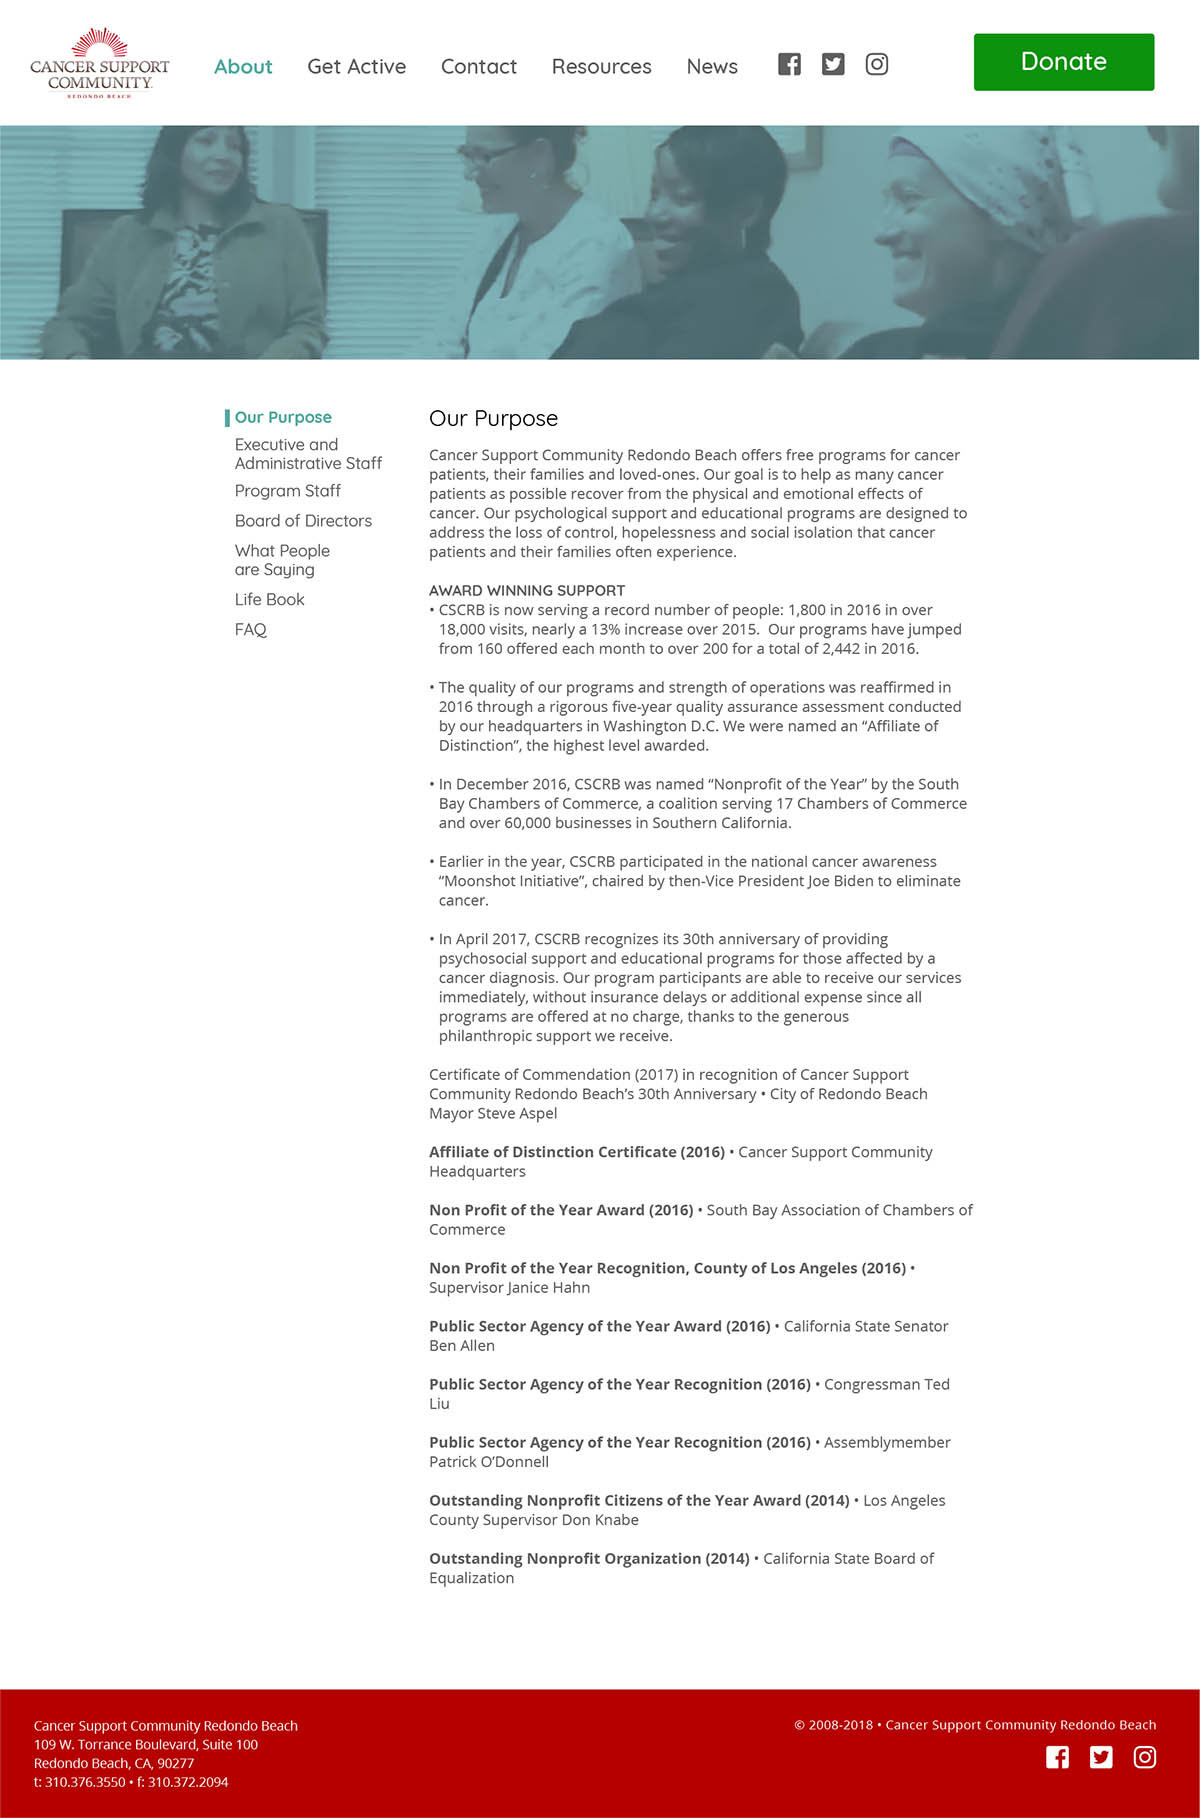 CANCER SUPPORT
COMMUNITY
REDONDO BEACH
About
Get Active
Contact
Resources
News
Donate
Our Purpose
Executive and
Administrative Staff
Program Staff
Board of Directors
What People
are Saying
Life Book
FAQ
Our Purpose
Cancer Support Community Redondo Beach offers free programs for cancer
patients, their families and loved-ones. Our goal is to help as many cancer
patients as possible recover from the physical and emotional effects of
cancer. Our psychological support and educational programs are designed to
address the loss of control, hopelessness and social isolation that cancer
patients and their families often experience.
AWARD WINNING SUPPORT
• CSCRB is now serving a record number of people: 1,800 in 2016 in over
18,000 visits, nearly a 13% increase over 2015.  Our programs have jumped
from 160 offered each month to over 200 for a total of 2,442 in 2016.
• The quality of our programs and strength of operations was reaffirmed in
2016 through a rigorous five-year quality assurance assessment conducted
by our headquarters in Washington D.C. We were named an “Affiliate of
Distinction”, the highest level awarded.
• In December 2016, CSCRB was named “Nonprofit of the Year” by the South
Bay Chambers of Commerce, a coalition serving 17 Chambers of Commerce
and over 60,000 businesses in Southern California.
• Earlier in the year, CSCRB participated in the national cancer awareness
“Moonshot Initiative”, chaired by then-Vice President Joe Biden to eliminate
cancer.
• In April 2017, CSCRB recognizes its 30th anniversary of providing
psychosocial support and educational programs for those affected by a
cancer diagnosis. Our program participants are able to receive our services
immediately, without insurance delays or additional expense since all
programs are offered at no charge, thanks to the generous
philanthropic support we receive.
Certificate of Commendation (2017) in recognition of Cancer Support
Community Redondo Beach’s 30th Anniversary • City of Redondo Beach
Mayor Steve Aspel
Affiliate of Distinction Certificate (2016) • Cancer Support Community
Headquarters
Non Profit of the Year Award (2016) • South Bay Association of Chambers of
Commerce
Non Profit of the Year Recognition, County of Los Angeles (2016) •
Supervisor Janice Hahn
Public Sector Agency of the Year Award (2016) • California State Senator
Ben Allen
Public Sector Agency of the Year Recognition (2016) • Congressman Ted
Liu
Public Sector Agency of the Year Recognition (2016) • Assemblymember
Patrick O’Donnell
Outstanding Nonprofit Citizens of the Year Award (2014) • Los Angeles
County Supervisor Don Knabe
Outstanding Nonprofit Organization (2014) • California State Board of
Equalization
Cancer Support Community Redondo Beach
109 W. Torrance Boulevard, Suite 100
Redondo Beach, CA, 90277
t: 310.376.3550 • f: 310.372.2094
© 2008-2018 • Cancer Support Community Redondo Beach